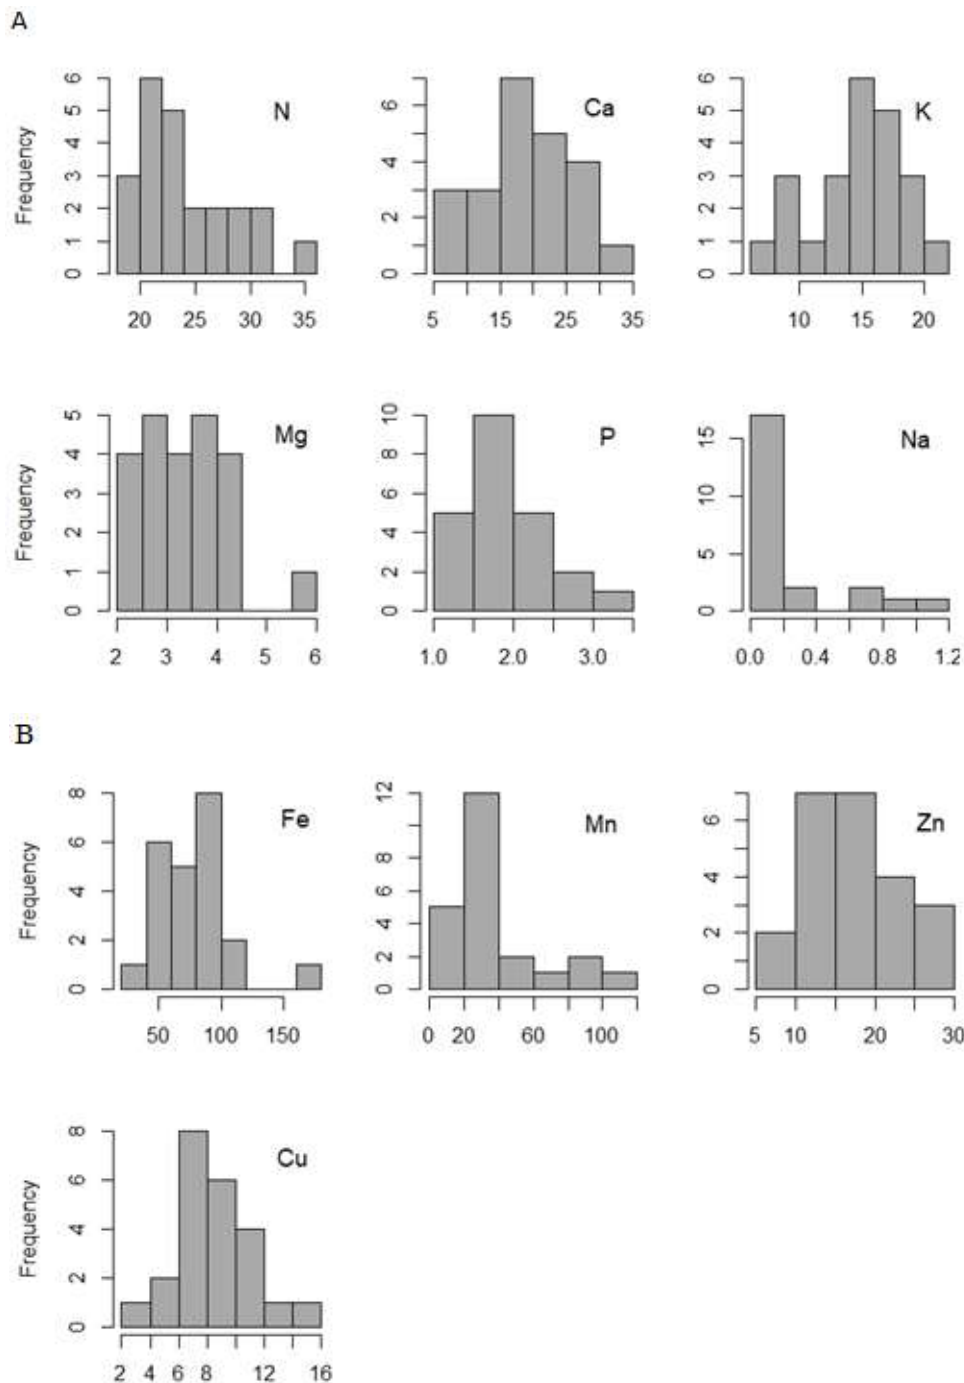 A
N
Frequency
0 1 2 3 4 5 6
20 25 30 35
Ca
0 2 4 6
5 15 25 35
K
0 1 2 3 4 5 6
10 15 20
Mg
Frequency
0 1 2 3 4 5
2 3 4 5 6
P
0 2 4 6 8 10
1.0 2.0 3.0
Na
0 5 15
0.0 0.4 0.8 1.2
B
Fe
Frequency
0 2 4 6 8
50 100 150
Mn
0 2 4 6 8 12
0 20 60 100
Zn
0 2 4 6
5 10 20 30
Cu
Frequency
0 2 4 6 8
2 4 6 8 12 16